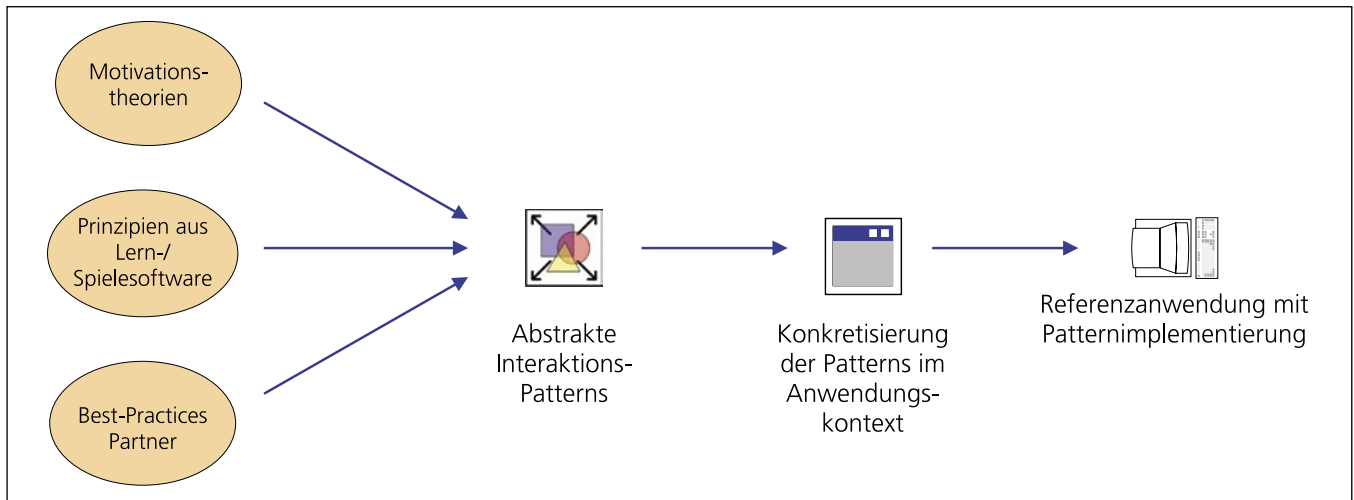 Motivations-
theorien
Prinzipien aus
Lern-/
Spielesoftware
Best-Practices
Partner
Abstrakte
Interaktions-
Patterns
Konkretisierung
der Patterns im
Anwendungs-
kontext
Referenzanwendung mit
Patternimplementierung